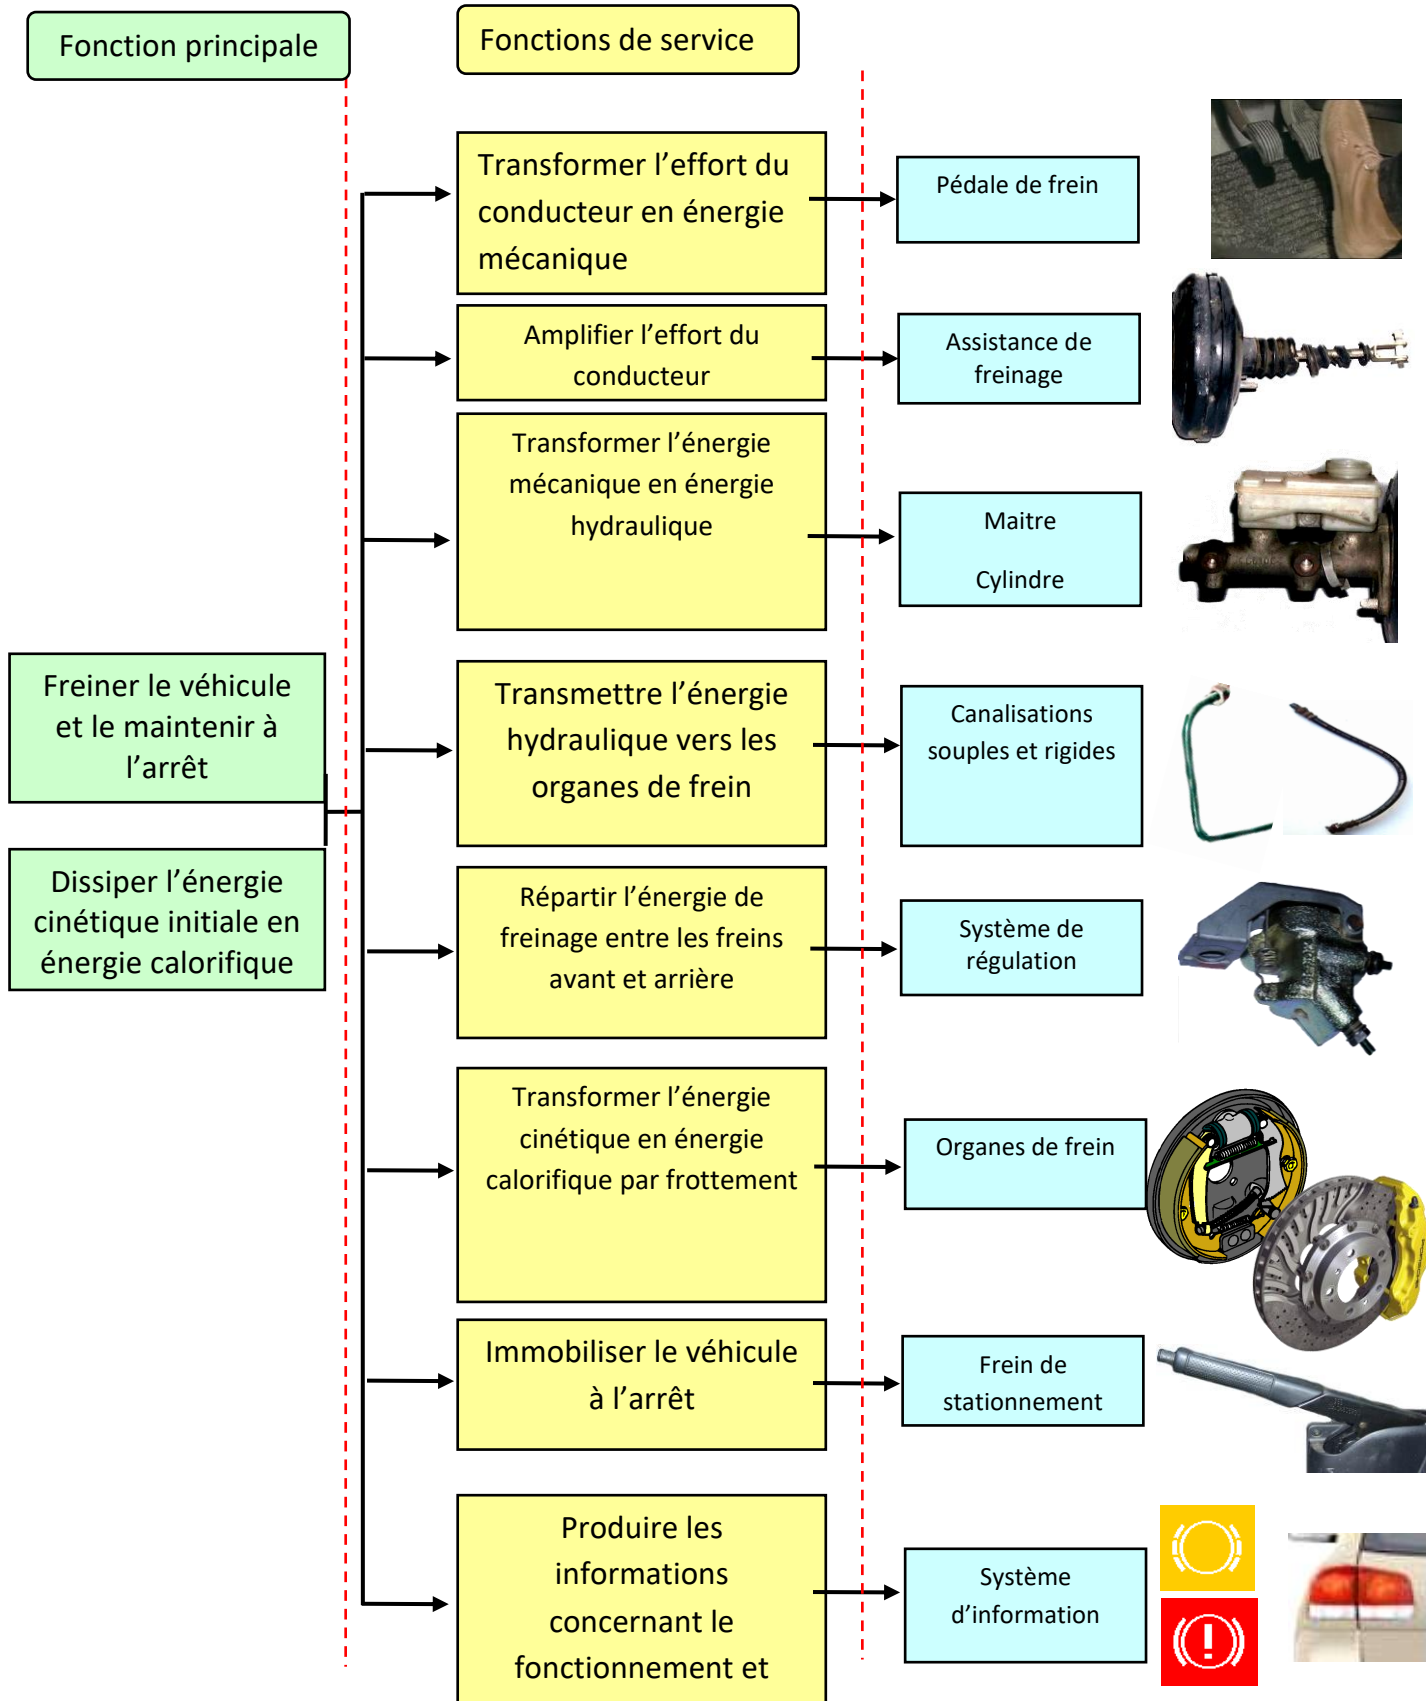 Fonction principale
Fonctions de service
Transformer l’effort du
conducteur en énergie
mécanique
Pédale de frein
Amplifier l’effort du
conducteur
Assistance de
freinage
Transformer l’énergie
mécanique en énergie
hydraulique
Maitre
Cylindre
Freiner le véhicule
et le maintenir à
l’arrêt
Transmettre l’énergie
hydraulique vers les
organes de frein
Canalisations
souples et rigides
Dissiper l’énergie
cinétique initiale en
énergie calorifique
Répartir l’énergie de
freinage entre les freins
avant et arrière
Système de
régulation
Transformer l’énergie
cinétique en énergie
calorifique par frottement
Organes de frein
Immobiliser le véhicule
à l’arrêt
Frein de
stationnement
Produire les
informations
concernant le
fonctionnement et
Système
d’information